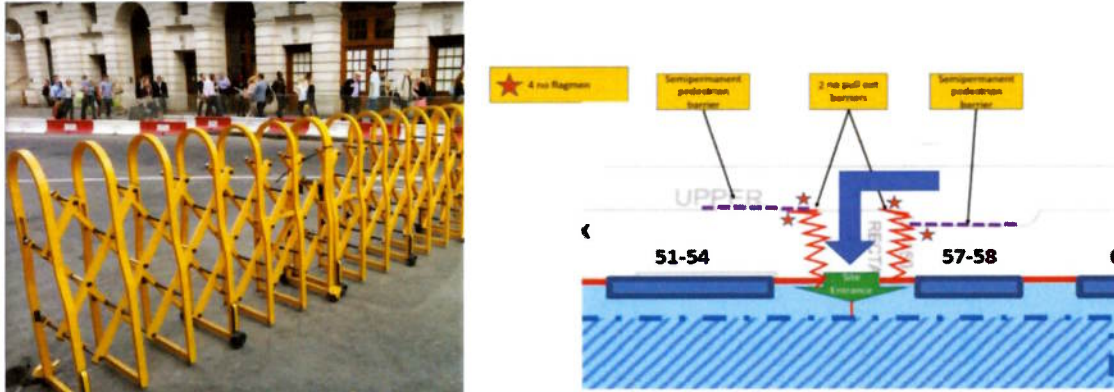 4 no flagmen
Semipermanent
pedestrian
barrier
2 no pull out
barriers
Semipermanent
pedestrian
barrier
UPPER
51-54
57-58
Site
Entrance